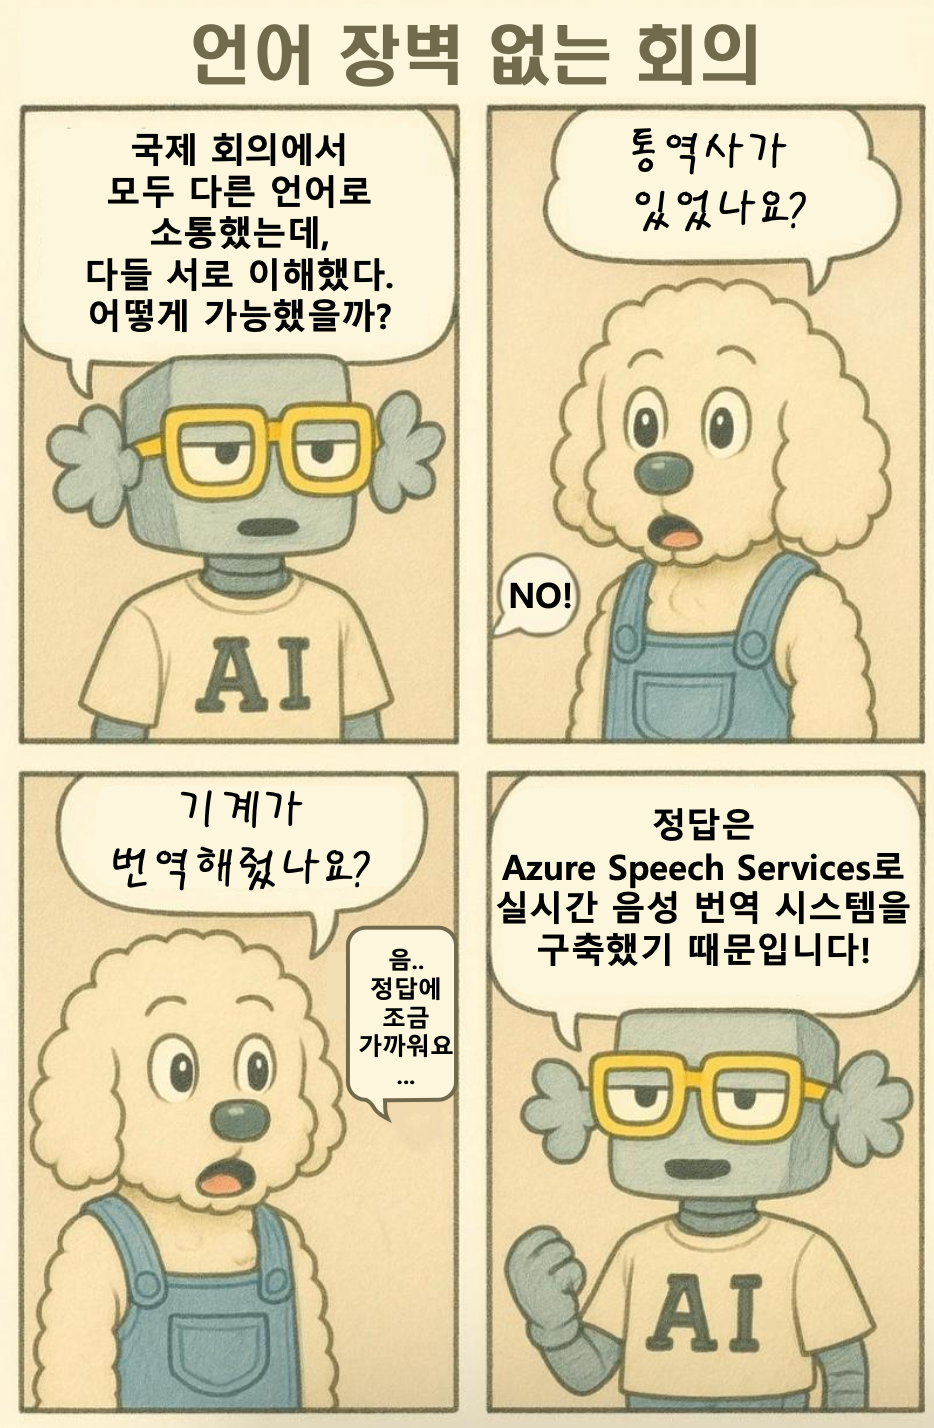 언어 장벽 없는 회의
국제 회의에서
모두 다른 언어로
소통했는데,
다들 서로 이해했다.
어떻게 가능했을까?
AI
통역사가
있었나요?
NO!
기계가
번역해줬나요?
음..
정답에
조금
가까워요
...
정답은
Azure Speech Services로
실시간 음성 번역 시스템을
구축했기 때문입니다!
AI